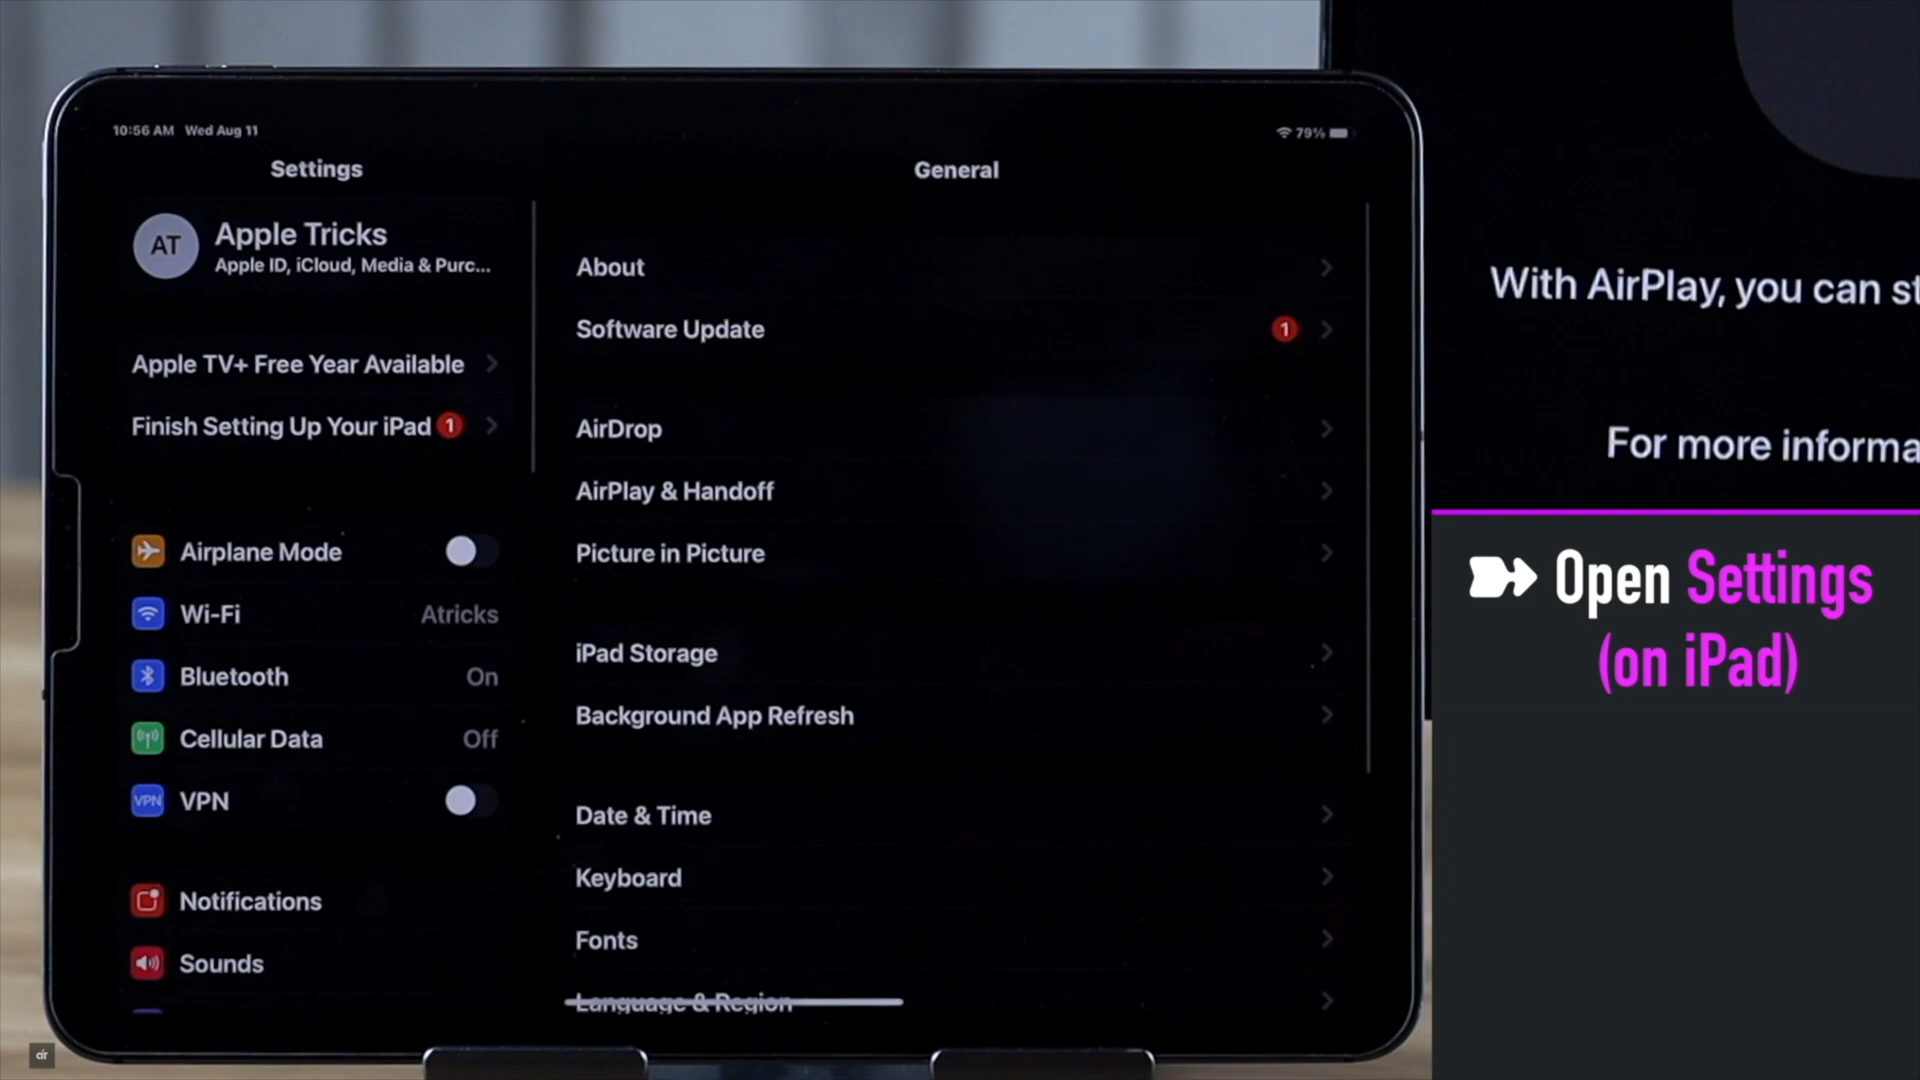 10:56 AM Wed Aug 11
79%
Settings
General
AT
Apple Tricks
Apple ID, iCloud, Media & Purc...
Apple TV+ Free Year Available
Finish Setting Up Your iPad 1
Airplane Mode
Wi-Fi Atricks
Bluetooth On
Cellular Data Off
VPN VPN
Notifications
Sounds
About
Software Update 1
AirDrop
AirPlay & Handoff
Picture in Picture
iPad Storage
Background App Refresh
Date & Time
Keyboard
Fonts
Language & Region
With AirPlay, you can st
For more informa
Open Settings
(on iPad)
air